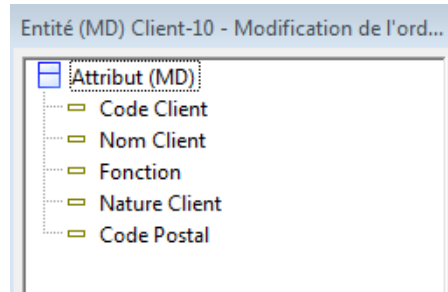 Entité (MD) Client-10 - Modification de l'ord...
Attribut (MD)
Code Client
Nom Client
Fonction
Nature Client
Code Postal